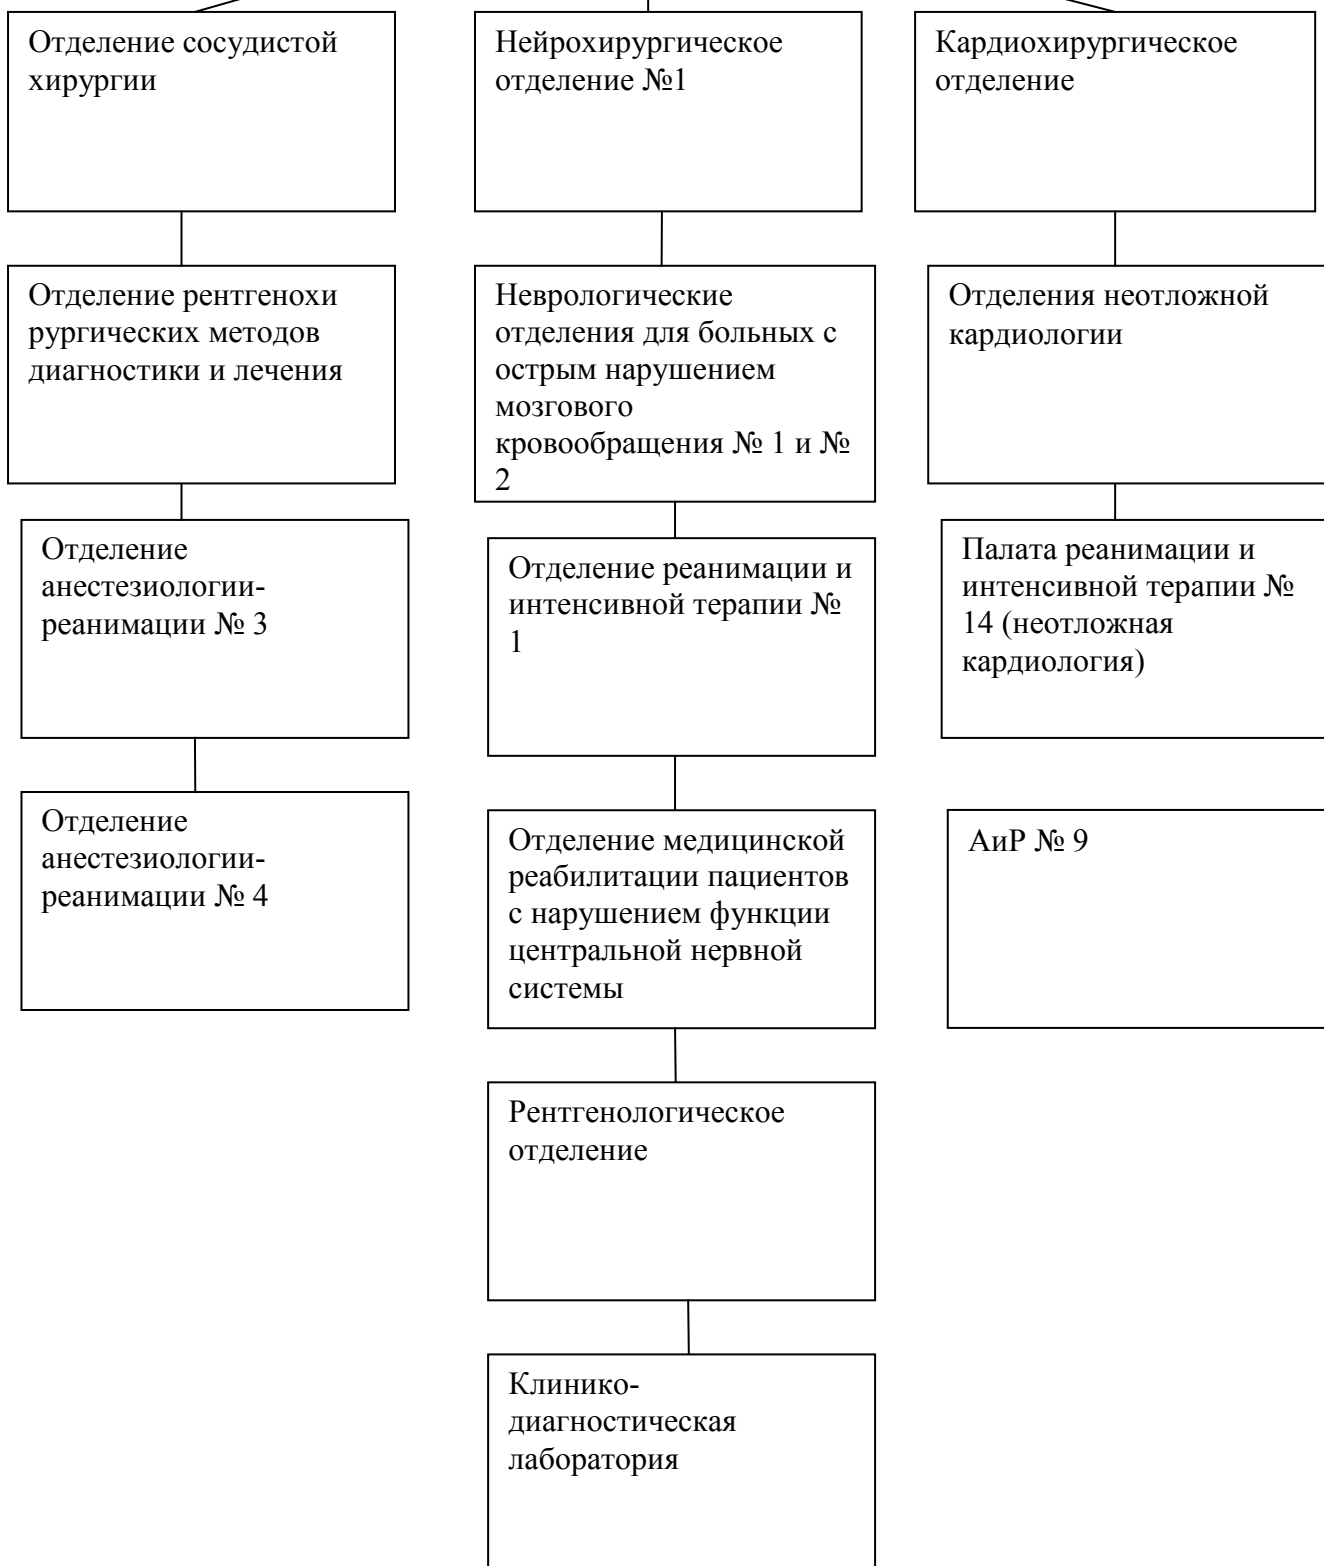 Отделение сосудистой
хирургии
Нейрохирургическое
отделение №1
Кардиохирургическое
отделение
Отделение рентгенохи
рургических методов
диагностики и лечения
Неврологические
отделения для больных с
острым нарушением
мозгового
кровообращения № 1 и №
2
Отделения неотложной
кардиологии
Отделение
анестезиологии-
реанимации № 3
Отделение реанимации и
интенсивной терапии №
1
Палата реанимации и
интенсивной терапии №
14 (неотложная
кардиология)
Отделение
анестезиологии-
реанимации № 4
Отделение медицинской
реабилитации пациентов
с нарушением функции
центральной нервной
системы
АиР № 9
Рентгенологическое
отделение
Клинико-
диагностическая
лаборатория